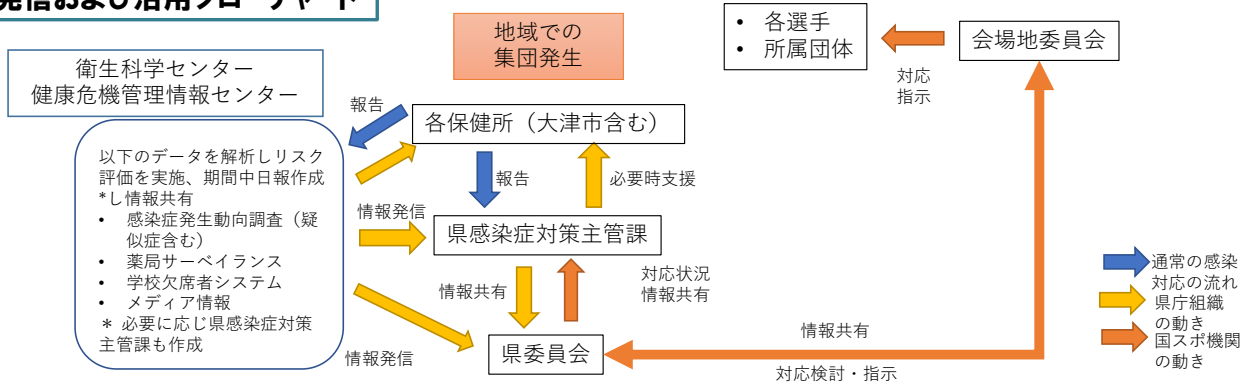 発信および活用フローチャート
地域での
集団発生
• 各選手
• 所属団体
会場地委員会
対応
指示
衛生科学センター
健康危機管理情報センター
報告
各保健所（大津市含む）
以下のデータを解析しリスク
評価を実施、期間中日報作成
*し情報共有
• 感染症発生動向調査（疑
似症含む）
• 薬局サーベイランス
• 学校欠席者システム
• メディア情報
＊ 必要に応じ県感染症対策
主管課も作成
報告
必要時支援
情報発信
県感染症対策主管課
情報共有
対応状況
情報共有
情報発信
県委員会
情報共有
対応検討・指示
通常の感染
対応の流れ
県庁組織
の動き
国スポ機関
の動き